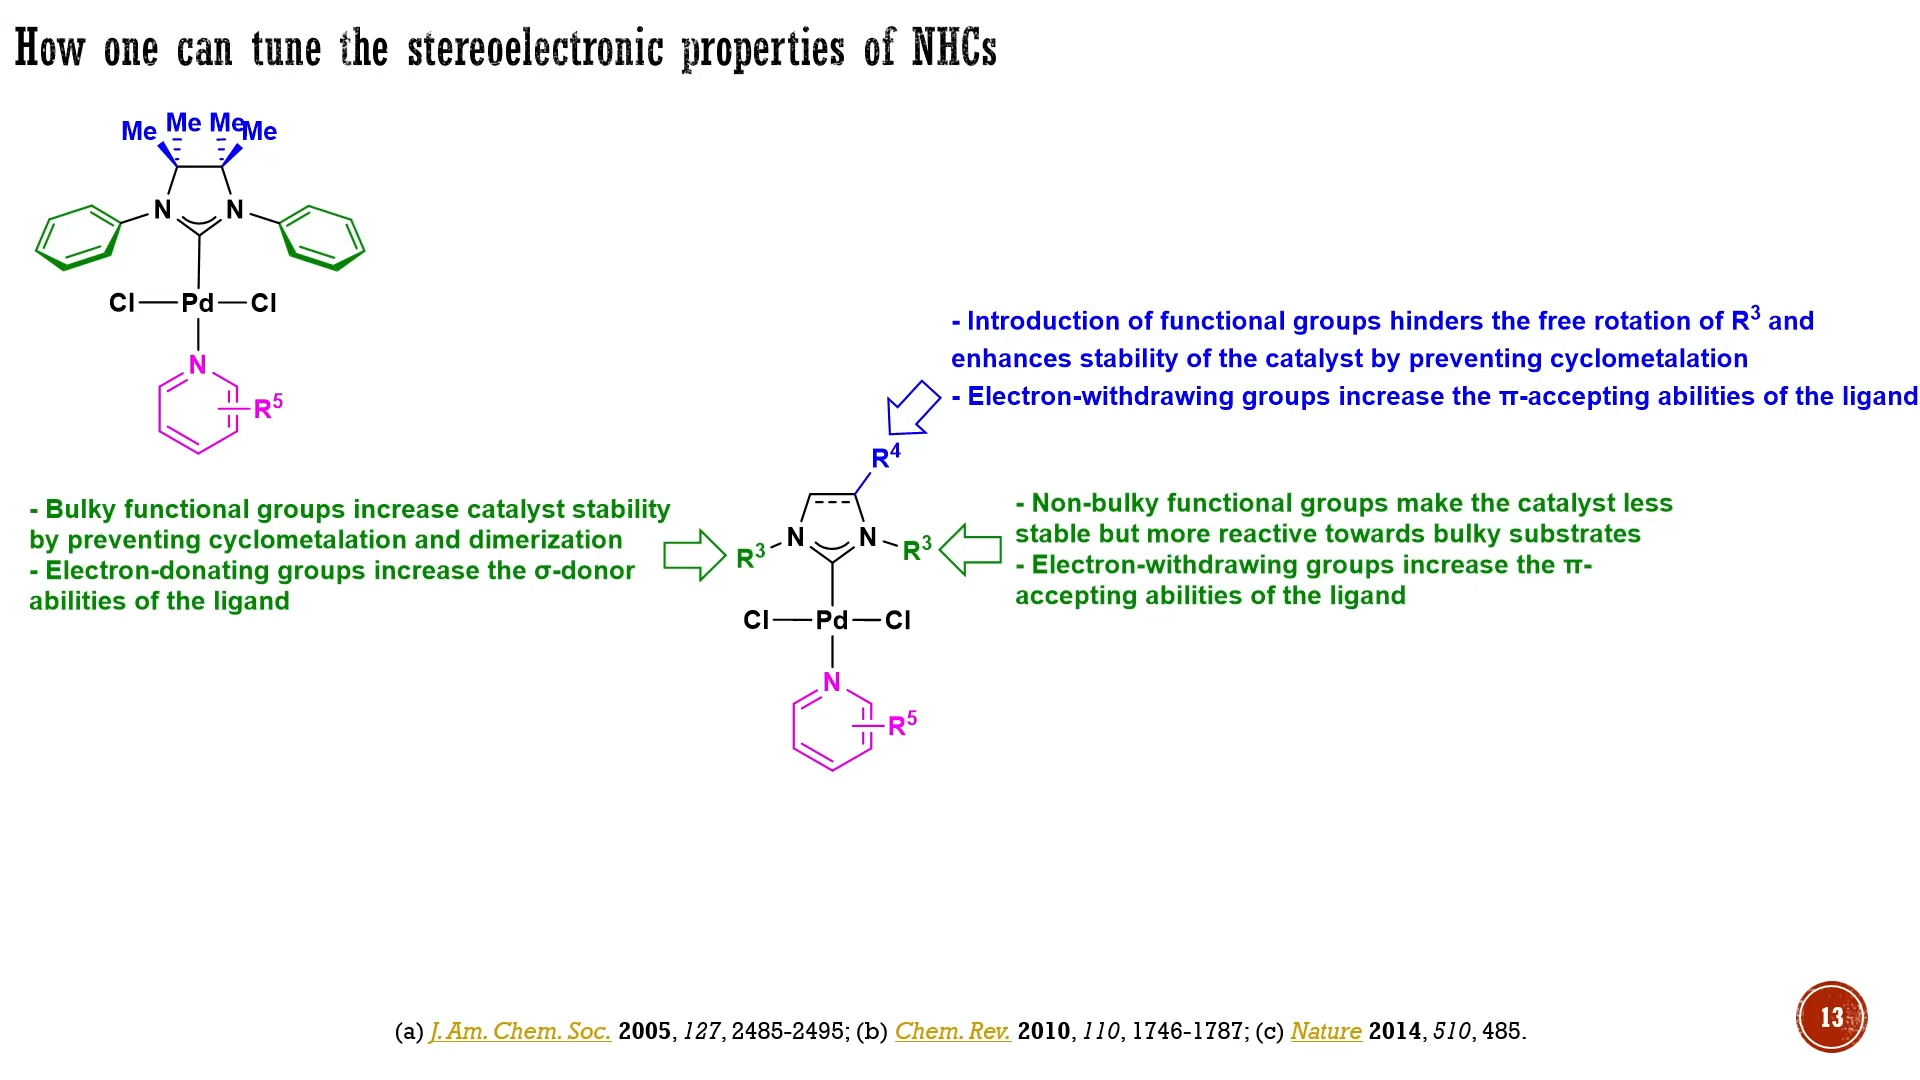 How one can tune the stereoelectronic properties of NHCs
Me Me Me Me
N N
Cl Pd Cl
N
R⁵
- Introduction of functional groups hinders the free rotation of R³ and
enhances stability of the catalyst by preventing cyclometalation
- Electron-withdrawing groups increase the π-accepting abilities of the ligand
R⁴
- Bulky functional groups increase catalyst stability
by preventing cyclometalation and dimerization
- Electron-donating groups increase the σ-donor
abilities of the ligand
R³ N N R³
- Non-bulky functional groups make the catalyst less
stable but more reactive towards bulky substrates
- Electron-withdrawing groups increase the π-
accepting abilities of the ligand
Cl Pd Cl
N
R⁵
(a) J. Am. Chem. Soc. 2005, 127, 2485-2495; (b) Chem. Rev. 2010, 110, 1746-1787; (c) Nature 2014, 510, 485.
13